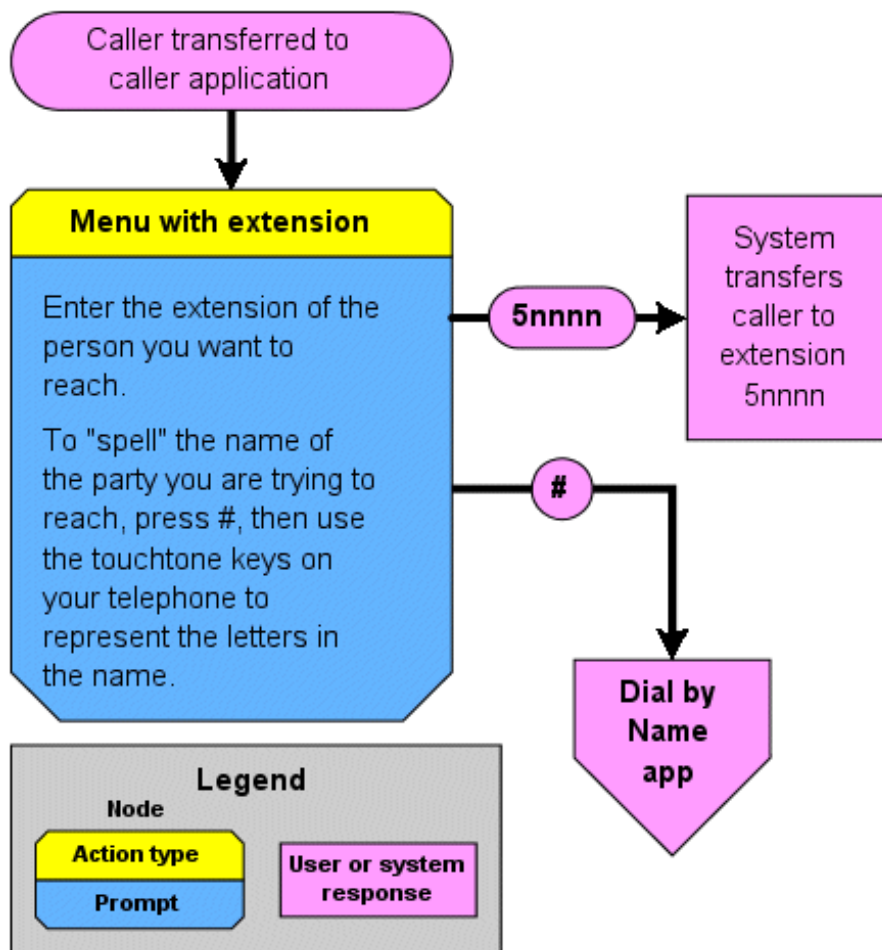 Caller transferred to
caller application
Menu with extension
Enter the extension of the
person you want to
reach.
To "spell" the name of
the party you are trying to
reach, press #, then use
the touchtone keys on
your telephone to
represent the letters in
the name.
5nnnn
System
transfers
caller to
extension
5nnnn
#
Dial by
Name
app
Legend
Node
Action type
Prompt
User or system
response